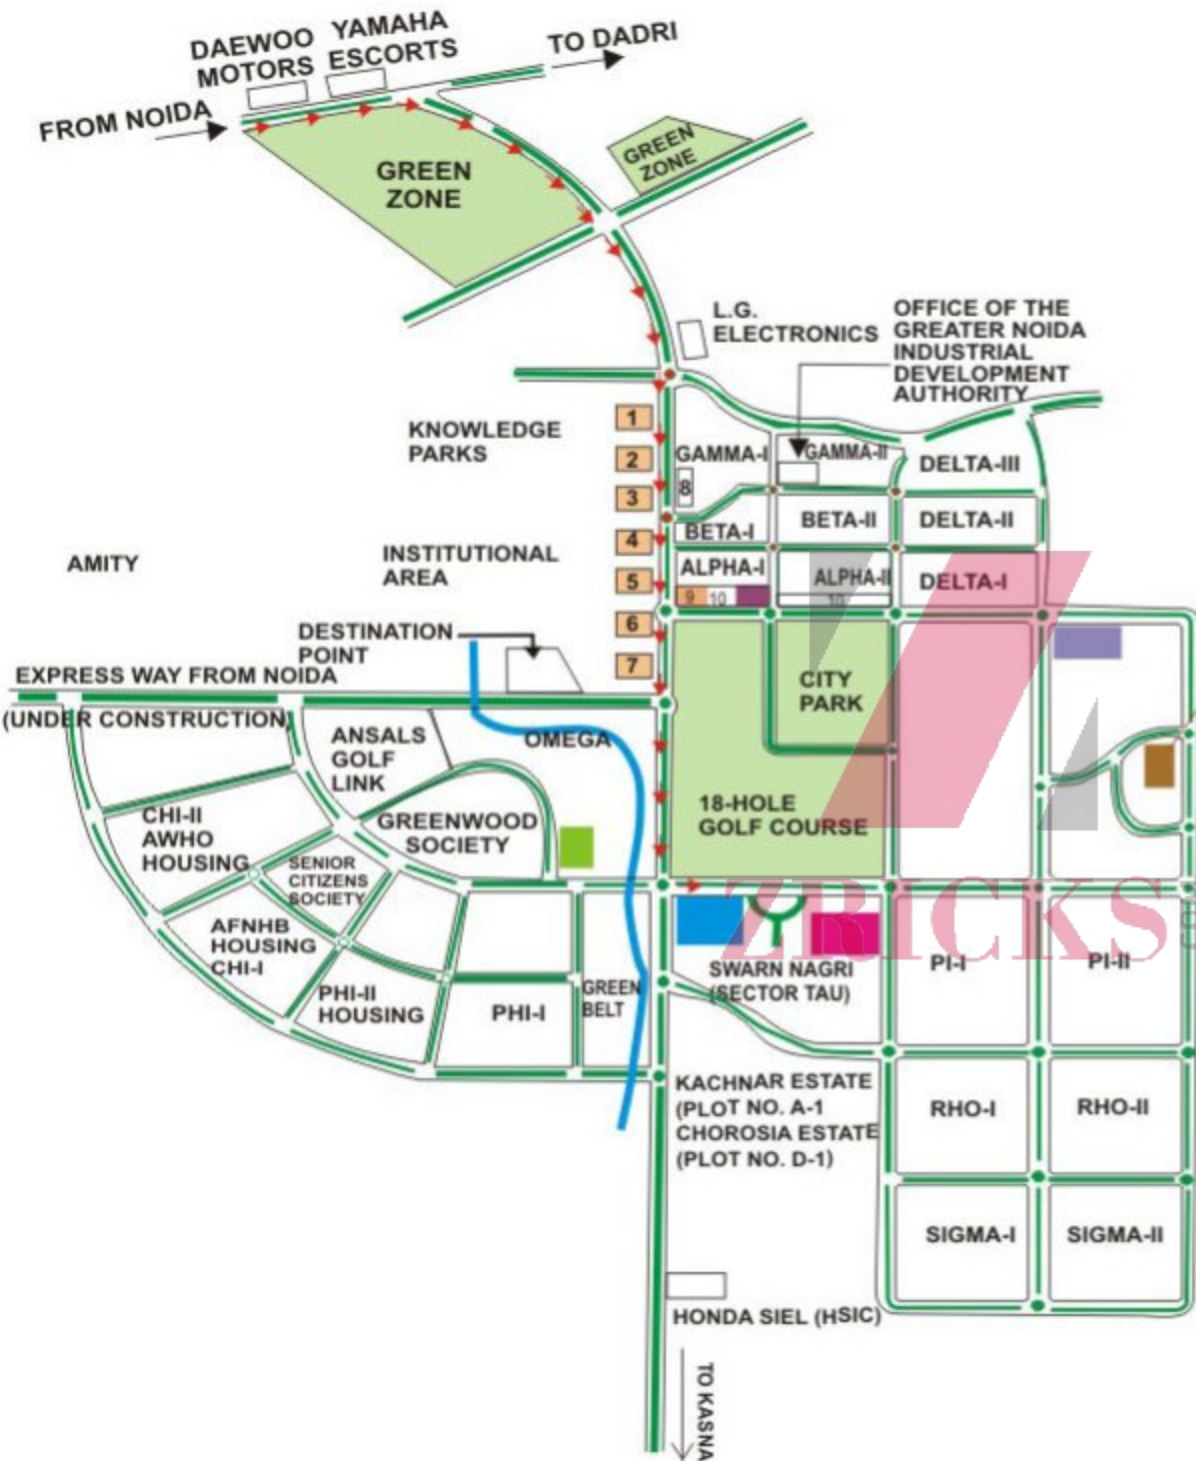 DAEWOO
MOTORS
YAMAHA
ESCORTS
TO DADRI
FROM NOIDA
GREEN
ZONE
GREEN
ZONE
L.G.
ELECTRONICS
OFFICE OF THE
GREATER NOIDA
INDUSTRIAL
DEVELOPMENT
AUTHORITY
KNOWLEDGE
PARKS
1
2
3
4
5
6
7
GAMMA-I
GAMMA-II
DELTA-III
8
BETA-I
BETA-II
DELTA-II
AMITY
INSTITUTIONAL
AREA
ALPHA-I
ALPHA-II
DELTA-I
9
10
10
DESTINATION
POINT
EXPRESS WAY FROM NOIDA
(UNDER CONSTRUCTION)
CITY
PARK
ANSALS
GOLF
LINK
OMEGA
18-HOLE
GOLF COURSE
CHI-II
AWHO
HOUSING
GREENWOOD
SOCIETY
SENIOR
CITIZENS
SOCIETY
ZRICKS
AFNHB
HOUSING
CHI-I
SWARN NAGRI
(SECTOR TAU)
PI-I
PI-II
PHI-II
HOUSING
PHI-I
GREEN
BELT
KACHNAR ESTATE
(PLOT NO. A-1
CHOROSIA ESTATE
(PLOT NO. D-1)
RHO-I
RHO-II
SIGMA-I
SIGMA-II
HONDA SIEL (HSIC)
TO KASNA